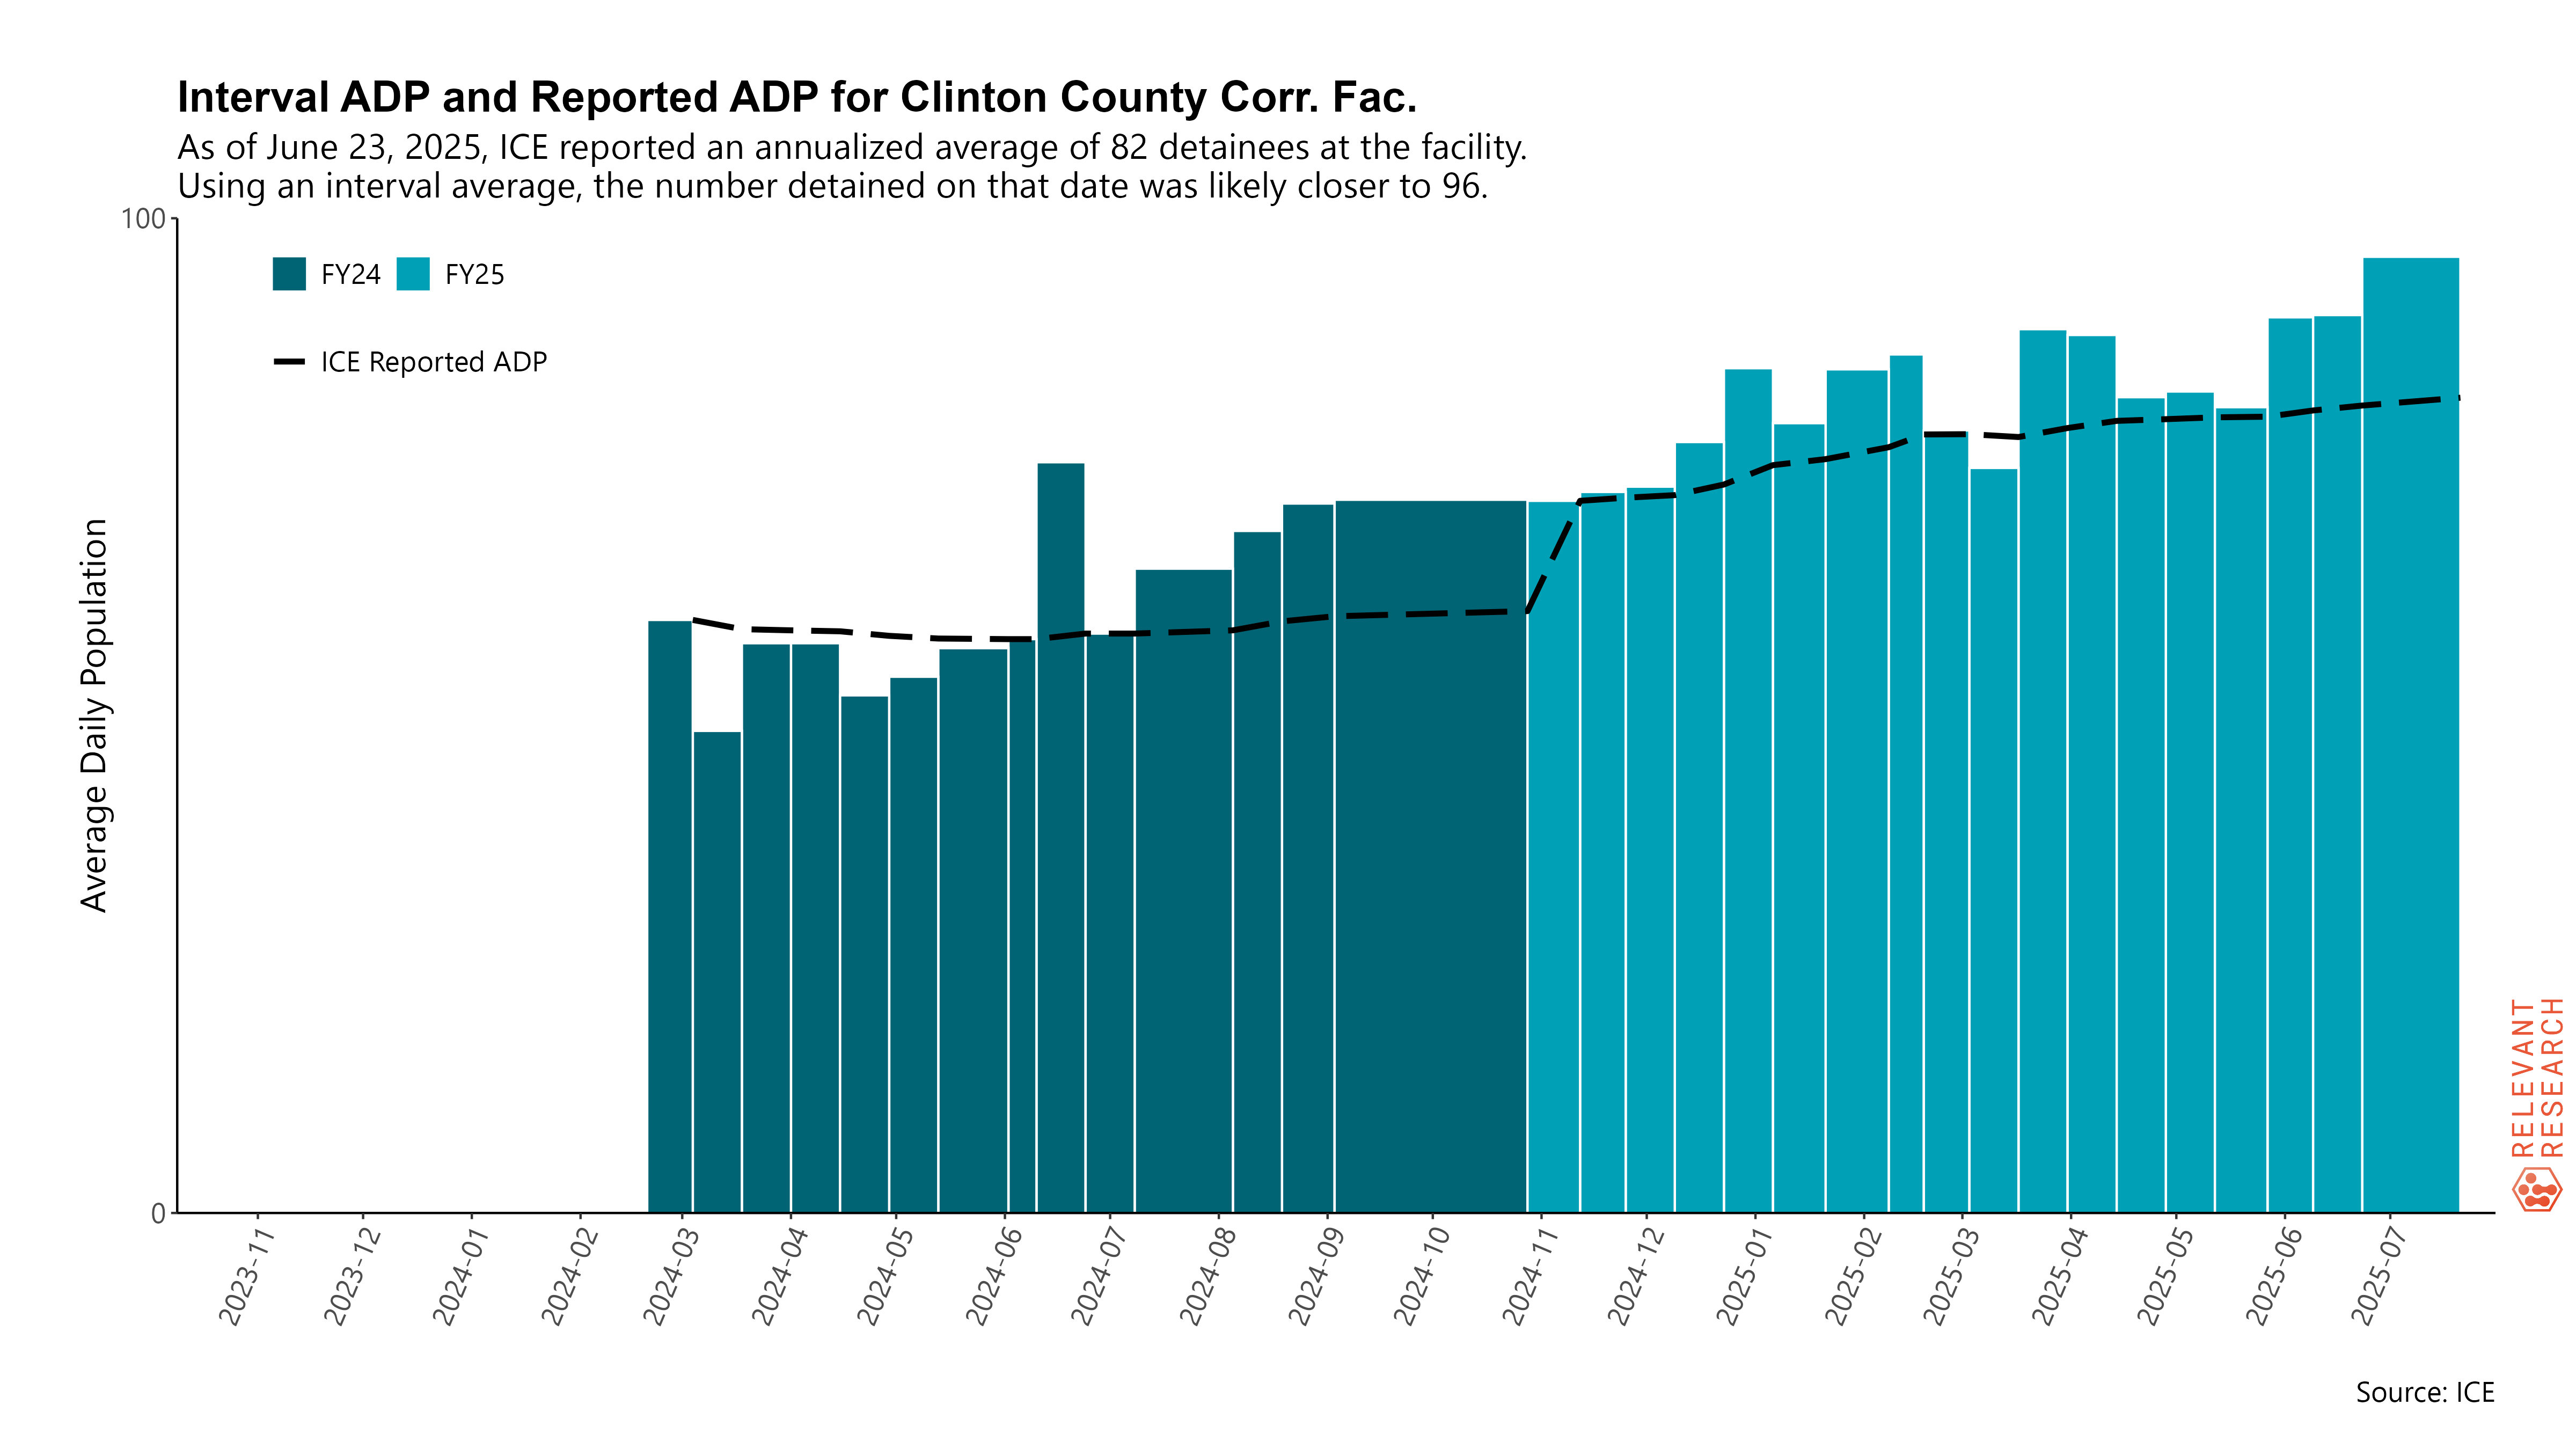 Interval ADP and Reported ADP for Clinton County Corr. Fac.
As of June 23, 2025, ICE reported an annualized average of 82 detainees at the facility.
Using an interval average, the number detained on that date was likely closer to 96.
100
FY24 FY25
ICE Reported ADP
Average Daily Population
0
2023-11 2023-12 2024-01 2024-02 2024-03 2024-04 2024-05 2024-06 2024-07 2024-08 2024-09 2024-10 2024-11 2024-12 2025-01 2025-02 2025-03 2025-04 2025-05 2025-06 2025-07
RELEVANT
RESEARCH
Source: ICE